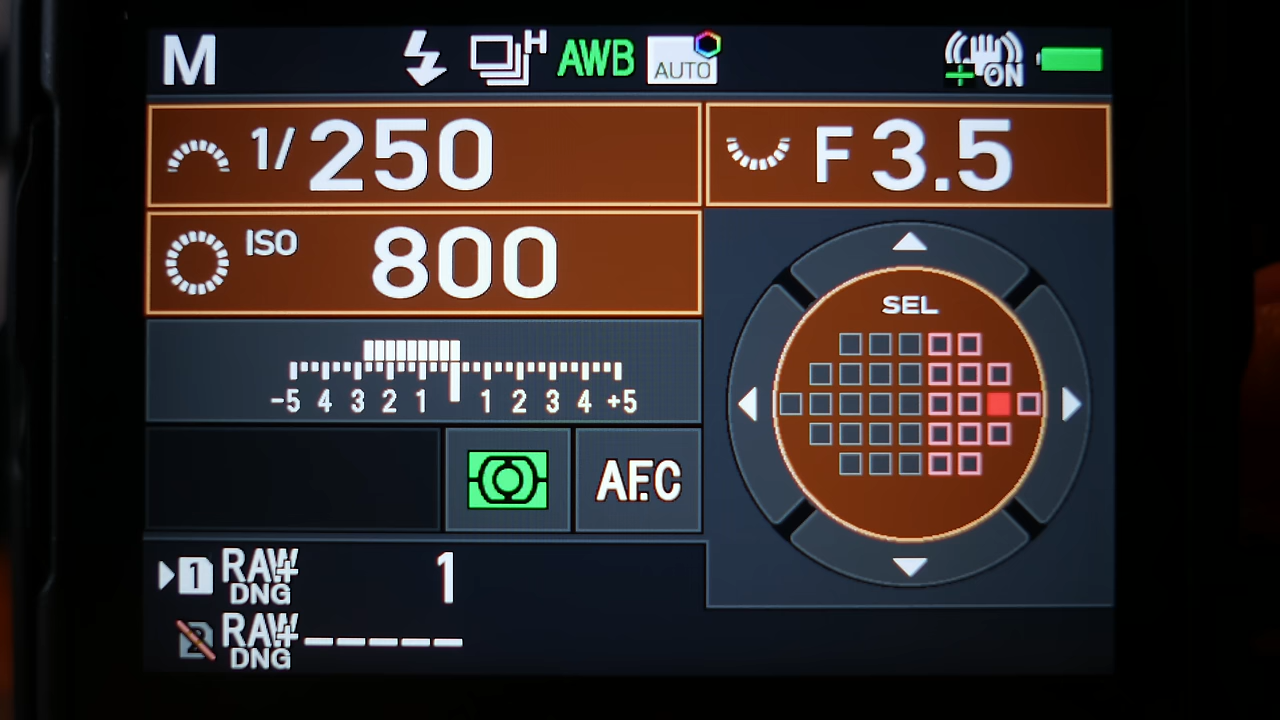 M H AWB AUTO ON
1/250 F3.5
ISO 800
SEL
-5 4 3 2 1 1 2 3 4 +5
AF.C
1 RAW+ DNG 1
2 RAW+ DNG -----